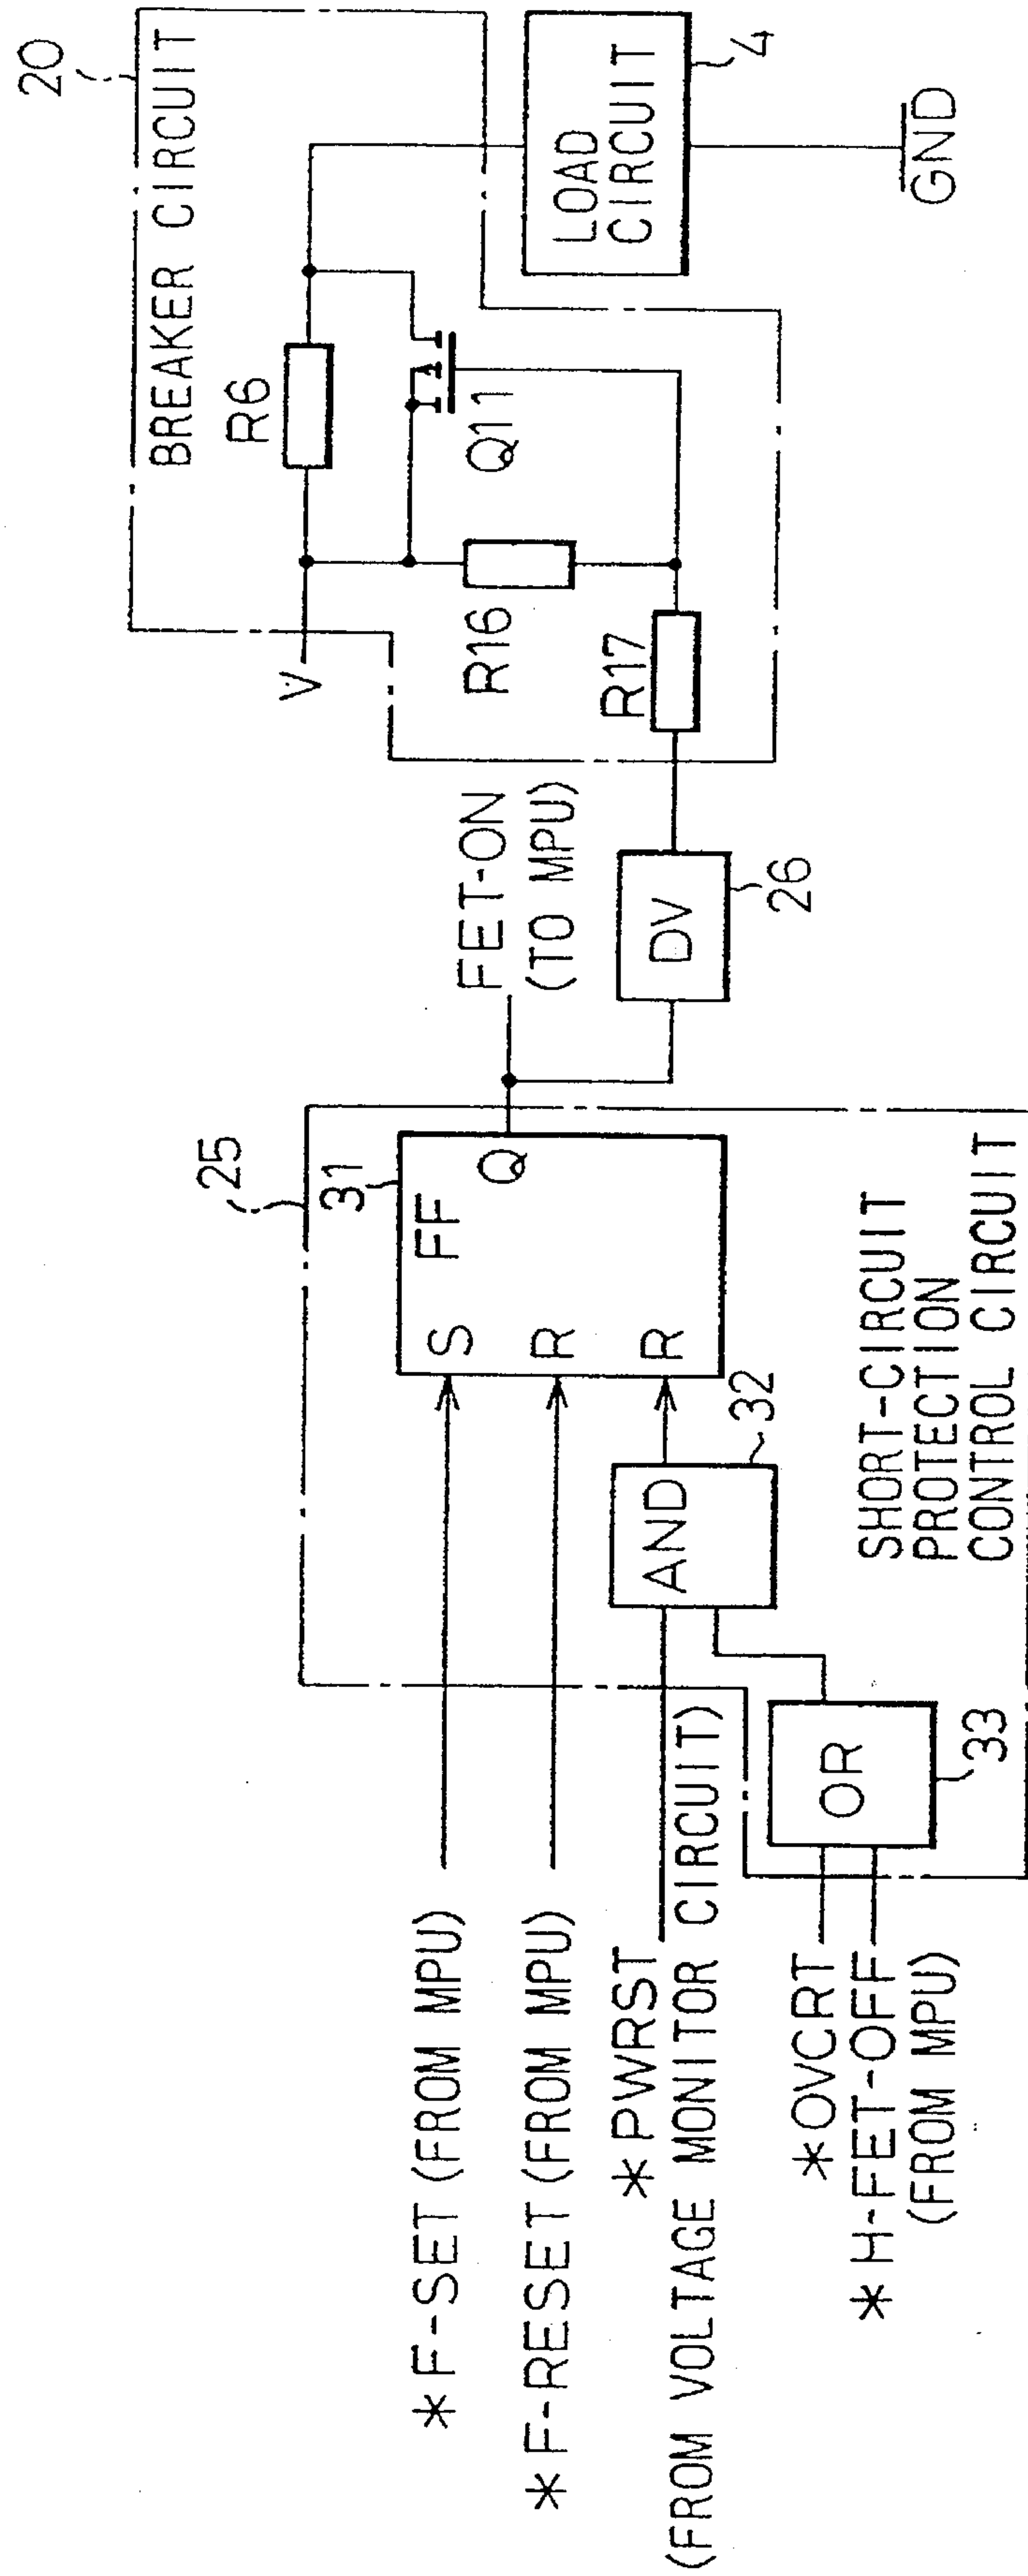 20
BREAKER CIRCUIT
R6
V
Q11
R16
R17
LOAD
CIRCUIT
4
GND
FET-ON
(TO MPU)
DV
26
25
31
FF
S
R
R
Q
AND
32
OR
33
SHORT-CIRCUIT
PROTECTION
CONTROL CIRCUIT
*F-SET (FROM MPU)
*F-RESET (FROM MPU)
*PWRST
(FROM VOLTAGE MONITOR CIRCUIT)
*OVCRT
*H-FET-OFF
(FROM MPU)